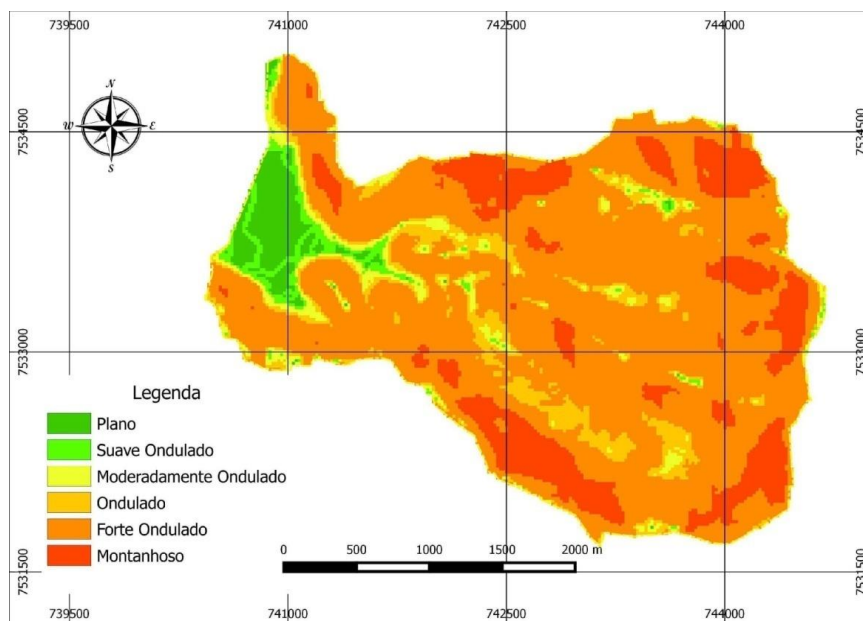 739500 741000 742500 744000
N
W E
S
7534500 7534500
7533000 7533000
Legenda
Plano
Suave Ondulado
Moderadamente Ondulado
Ondulado
Forte Ondulado
Montanhoso
0 500 1000 1500 2000 m
7531500 7531500
739500 741000 742500 744000